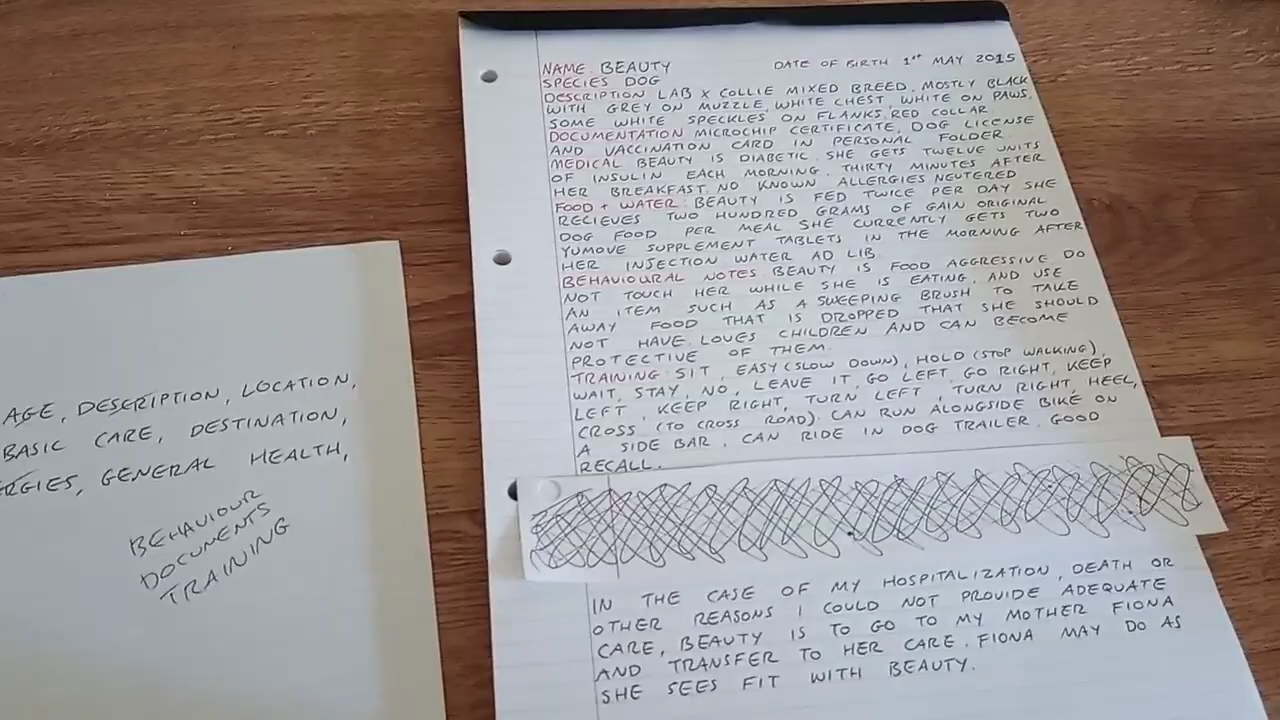 AGE, DESCRIPTION, LOCATION,
BASIC CARE, DESTINATION,
GENERAL HEALTH,
BEHAVIOUR
DOCUMENTS
TRAINING
NAME BEAUTY DATE OF BIRTH 1ST MAY 2015
SPECIES DOG
DESCRIPTION LAB X COLLIE MIXED BREED. MOSTLY BLACK
WITH GREY ON MUZZLE, WHITE CHEST, WHITE ON PAWS,
SOME WHITE SPECKLES ON FLANKS, RED COLLAR
DOCUMENTATION MICROCHIP CERTIFICATE, DOG LICENSE
AND VACCINATION CARD IN PERSONAL FOLDER.
MEDICAL BEAUTY IS DIABETIC. SHE GETS TWELVE UNITS
OF INSULIN EACH MORNING. THIRTY MINUTES AFTER
HER BREAKFAST. NO KNOWN ALLERGIES NEUTERED
FOOD + WATER: BEAUTY IS FED TWICE PER DAY SHE
RECIEVES TWO HUNDRED GRAMS OF GAIN ORIGINAL
DOG FOOD PER MEAL SHE CURRENTLY GETS TWO
YUMOVE SUPPLEMENT TABLETS IN THE MORNING AFTER
HER INJECTION WATER AD LIB.
BEHAVIOURAL NOTES. BEAUTY IS FOOD AGGRESSIVE. DO
NOT TOUCH HER WHILE SHE IS EATING, AND USE
AN ITEM SUCH AS A SWEEPING BRUSH TO TAKE
AWAY FOOD THAT IS DROPPED THAT SHE SHOULD
NOT HAVE. LOVES CHILDREN AND CAN BECOME
PROTECTIVE OF THEM.
TRAINING: SIT, EASY (SLOW DOWN), HOLD (STOP WALKING),
WAIT, STAY, NO, LEAVE IT, GO LEFT, GO RIGHT, KEEP
LEFT, KEEP RIGHT, TURN LEFT, TURN RIGHT, HEEL,
CROSS (TO CROSS ROAD). CAN RUN ALONGSIDE BIKE ON
A SIDE BAR. CAN RIDE IN DOG TRAILER. GOOD
RECALL.
IN THE CASE OF MY HOSPITALIZATION, DEATH OR
OTHER REASONS I COULD NOT PROVIDE ADEQUATE
CARE, BEAUTY IS TO GO TO MY MOTHER FIONA
AND TRANSFER TO HER CARE. FIONA MAY DO AS
SHE SEES FIT WITH BEAUTY.